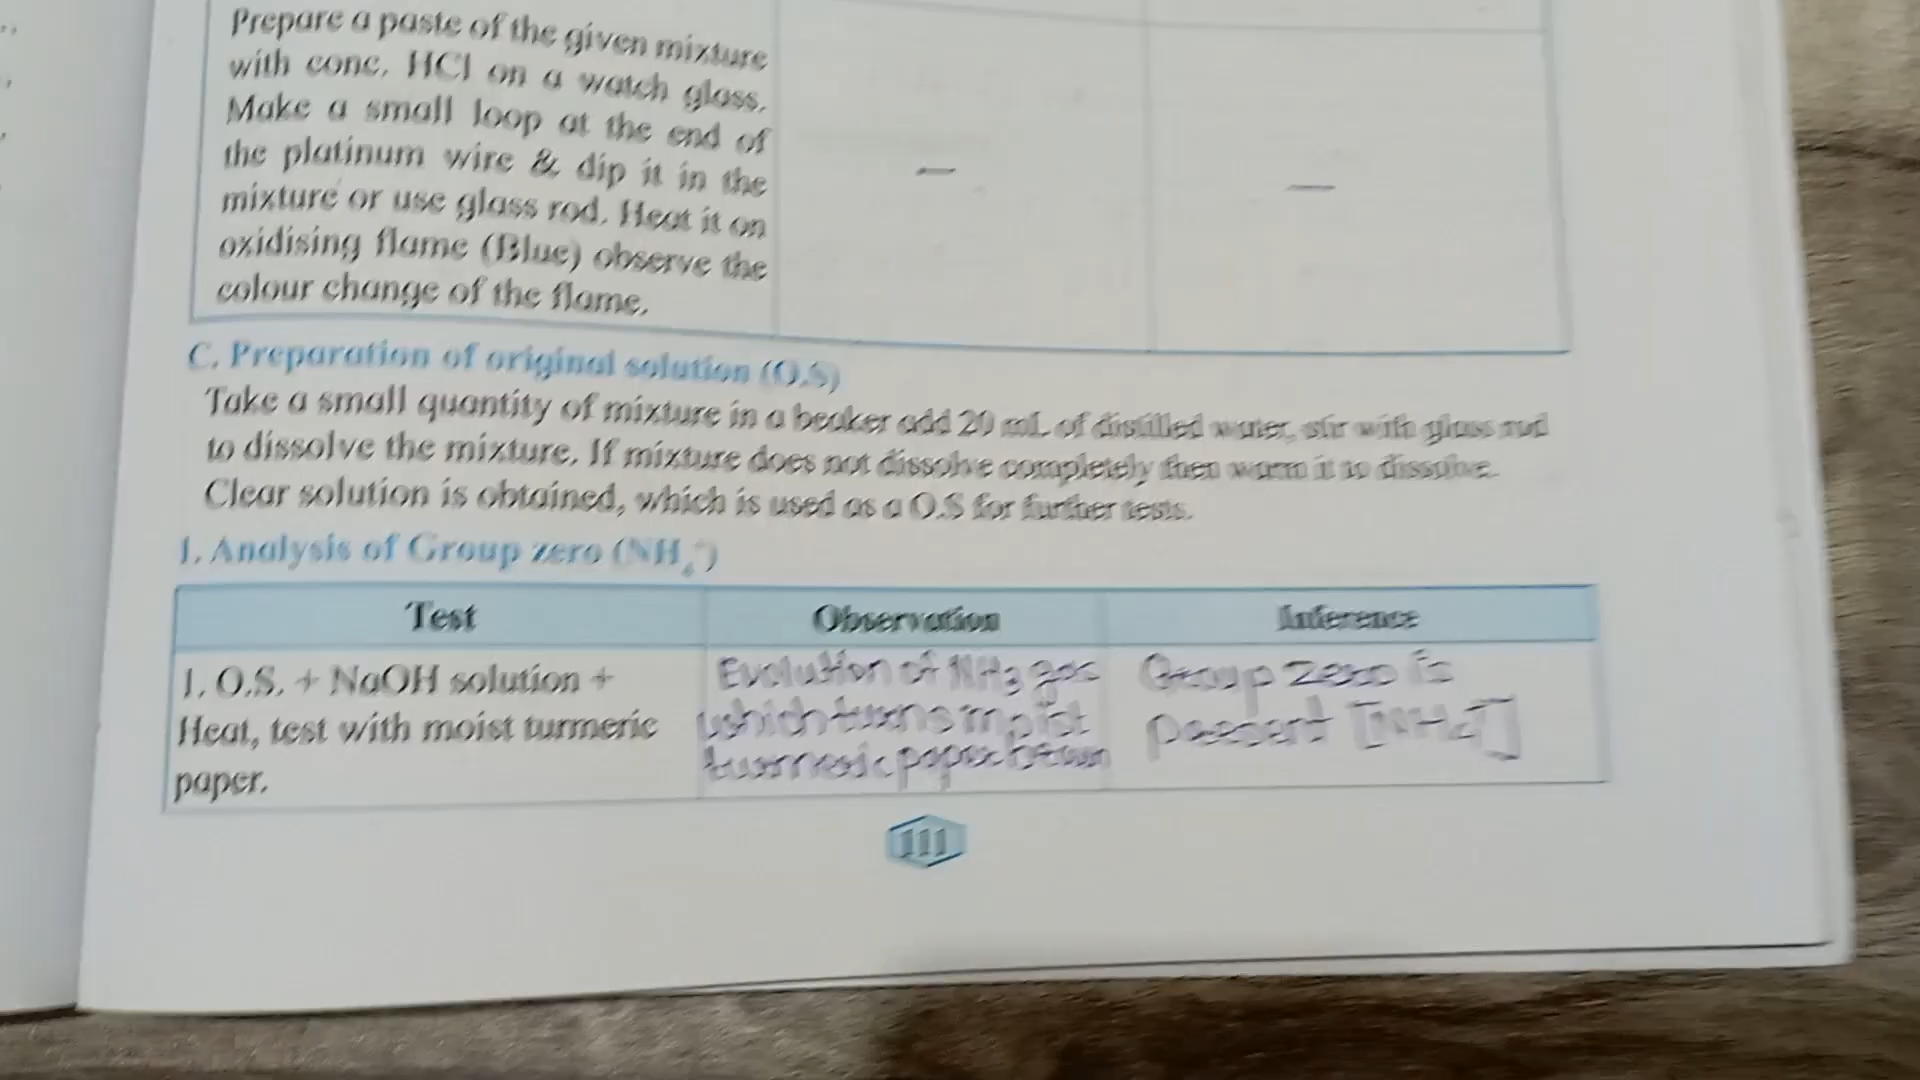 Prepare a paste of the given mixture
with conc. HCl on a watch glass.
Make a small loop at the end of
the platinum wire & dip it in the
mixture or use glass rod. Heat it on
oxidising flame (Blue) observe the
colour change of the flame.
—
—
C. Preparation of original solution (O.S)
Take a small quantity of mixture in a beaker add 20 mL of distilled water, stir with glass rod
to dissolve the mixture. If mixture does not dissolve completely then warm it to dissolve.
Clear solution is obtained, which is used as a O.S for further tests.
1. Analysis of Group zero (NH₄⁺)
Test
Observation
Inference
1. O.S. + NaOH solution +
Heat, test with moist turmeric
paper.
Evolution of NH3 gas
which turns moist
turmeric paper brown
Group zero is
present [NH4+]
111